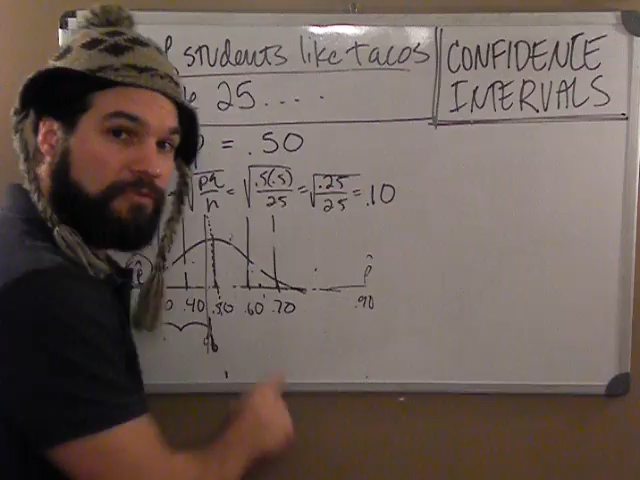 students like tacos
25 . . . . .
CONFIDENCE
INTERVALS
= .50
√pq/n = √.5(.5)/25 = √.25/25 = .10
p̂ p̂
0 .40 .50 .60 .70 .90